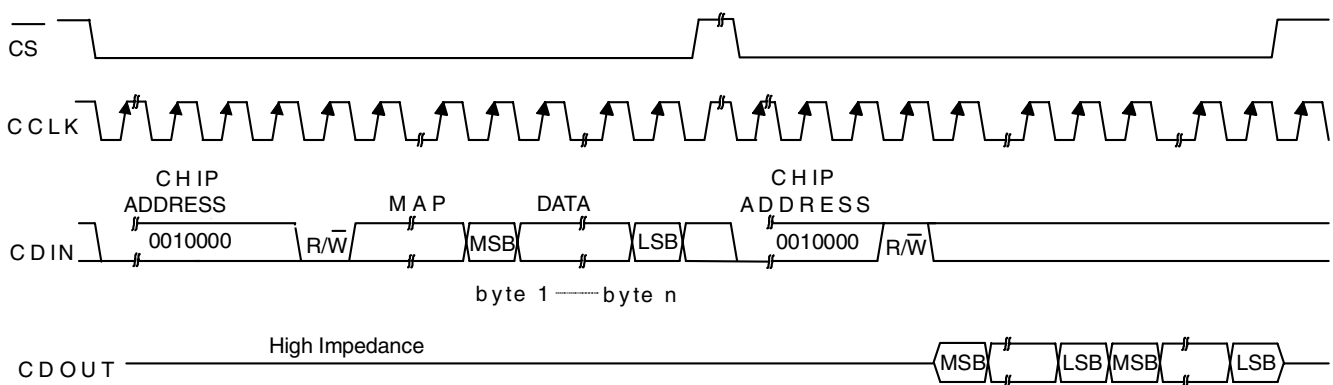 CS
CCLK
CHIP
ADDRESS
MAP
DATA
CHIP
ADDRESS
CDIN
0010000
R/W
MSB
LSB
0010000
R/W
byte 1
byte n
High Impedance
CDOUT
MSB
LSB
MSB
LSB